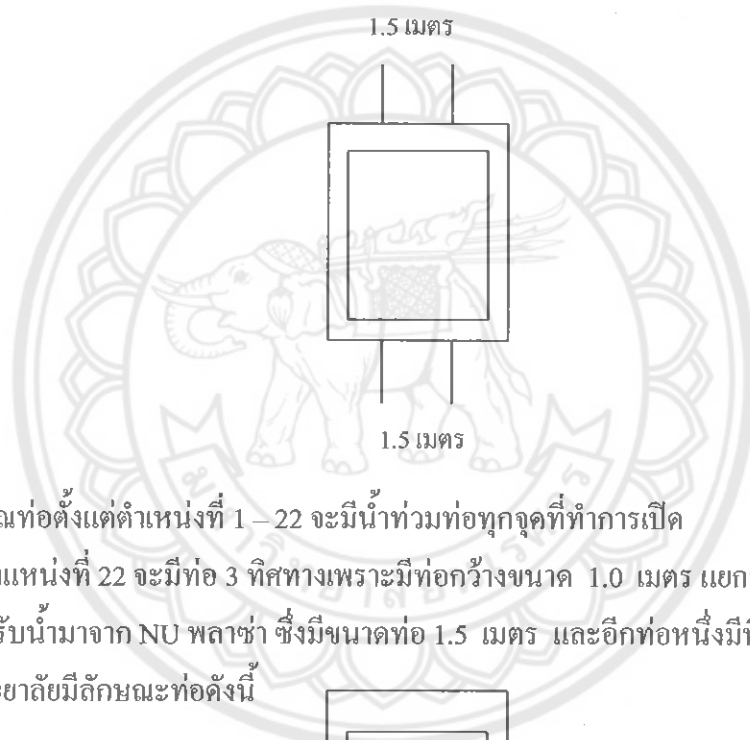 1.5 เมตร
1.5 เมตร
ณท่อตั้งแต่ตำเหน่งที่ 1 – 22 จะมีน้ำท่วมท่อทุกจุดที่ทำการเปิด
แหน่งที่ 22 จะมีท่อ 3 ทิศทางเพราะมีท่อกว้างขนาด 1.0 เมตร แยก
รับน้ำมาจาก NU พลาซ่า ซึ่งมีขนาดท่อ 1.5 เมตร และอีกท่อหนึ่งมี
ยาลัยมีลักษณะท่อดังนี้